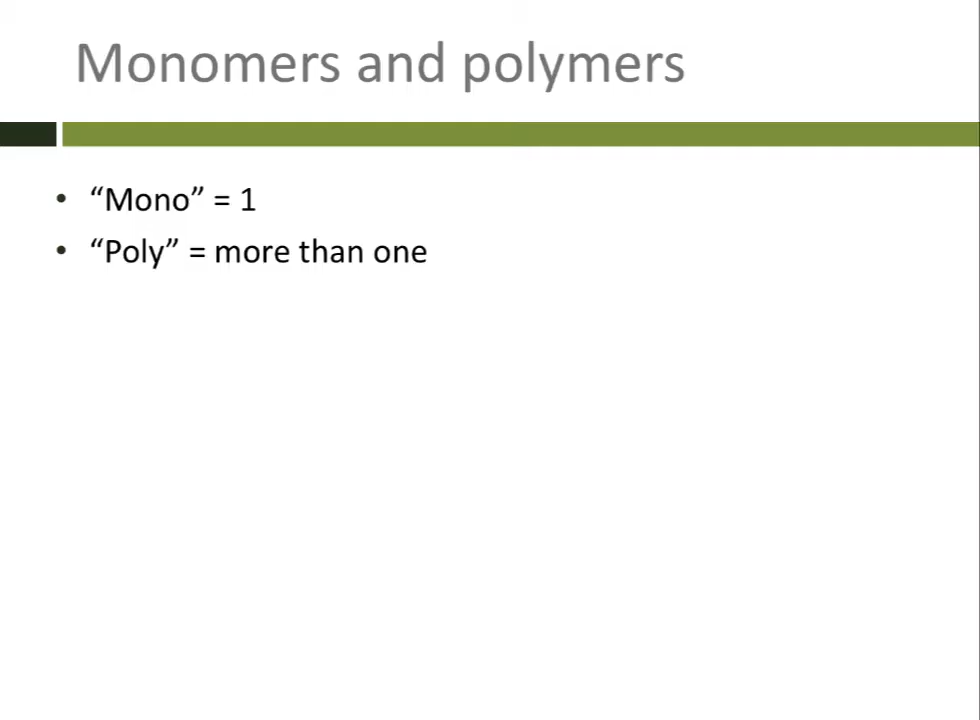 Monomers and polymers
• “Mono” = 1
• “Poly” = more than one